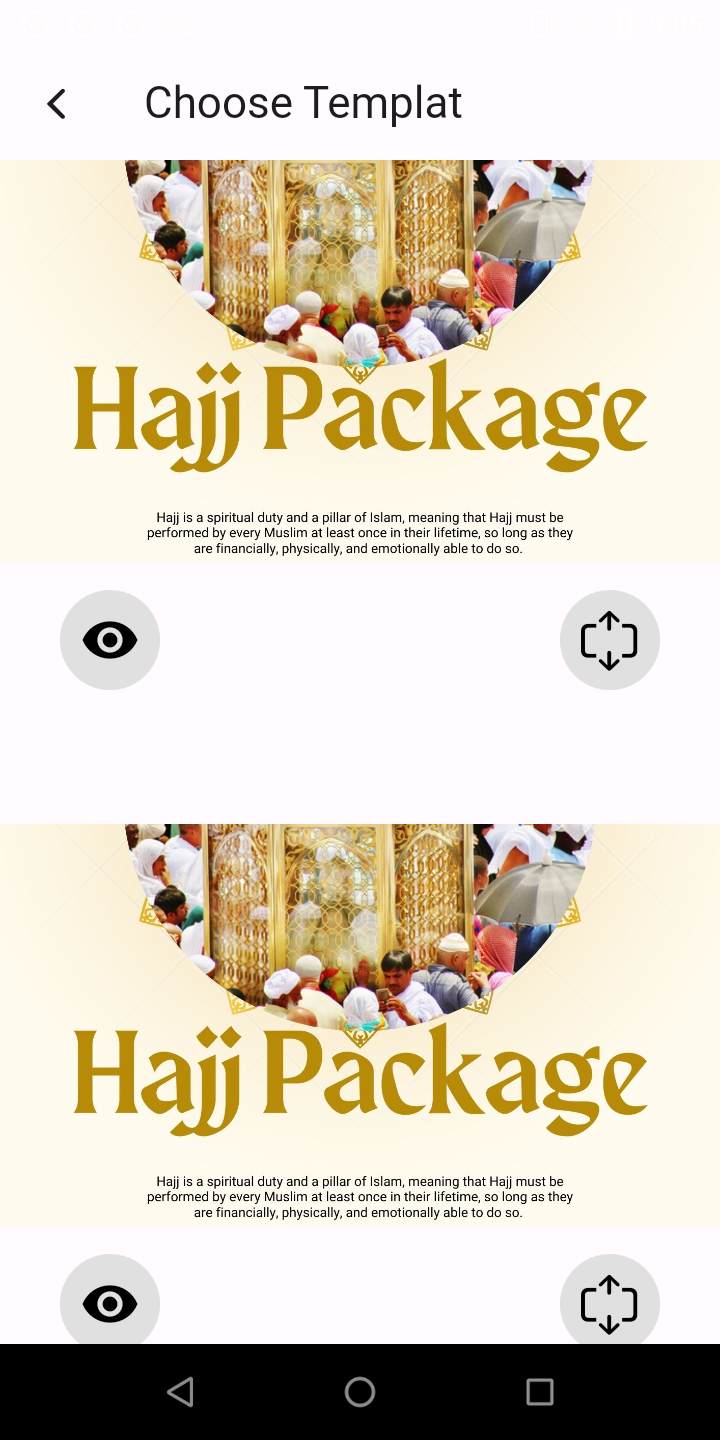 Choose Templat
Hajj Package
Hajj is a spiritual duty and a pillar of Islam, meaning that Hajj must be
performed by every Muslim at least once in their lifetime, so long as they
are financially, physically, and emotionally able to do so.
Hajj Package
Hajj is a spiritual duty and a pillar of Islam, meaning that Hajj must be
performed by every Muslim at least once in their lifetime, so long as they
are financially, physically, and emotionally able to do so.